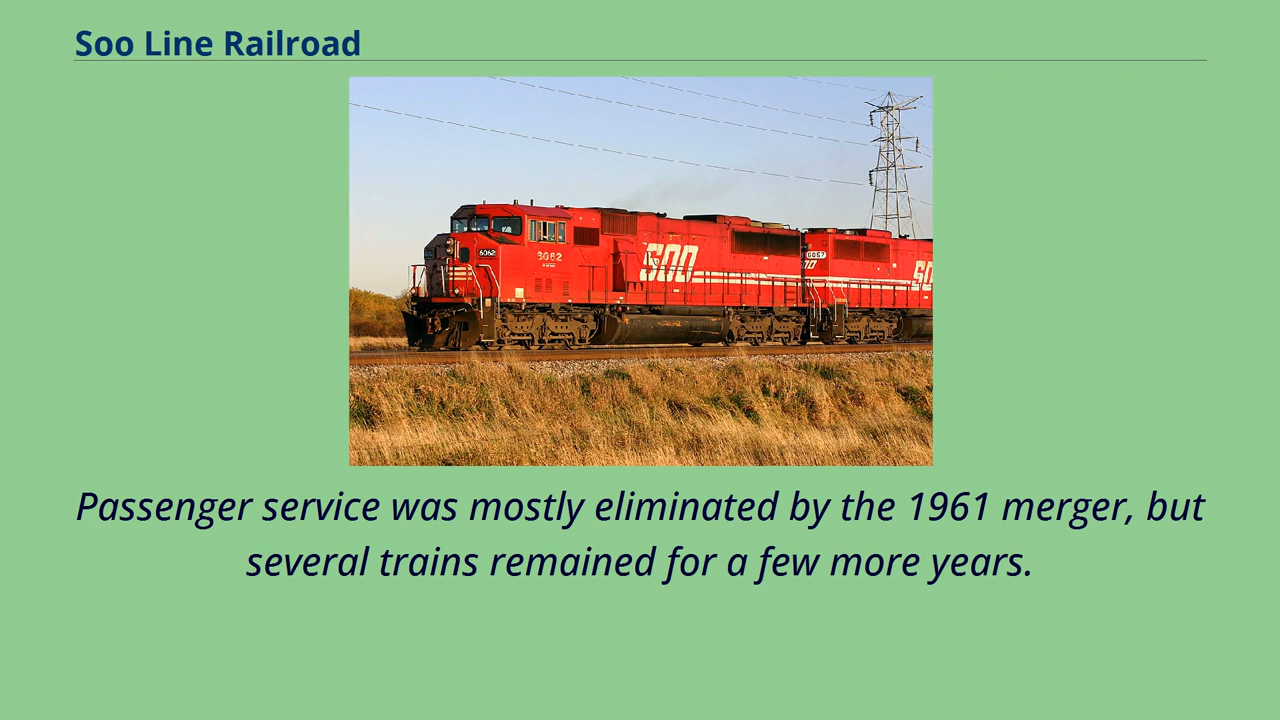 Soo Line Railroad
6062
6062
SOO
Passenger service was mostly eliminated by the 1961 merger, but
several trains remained for a few more years.